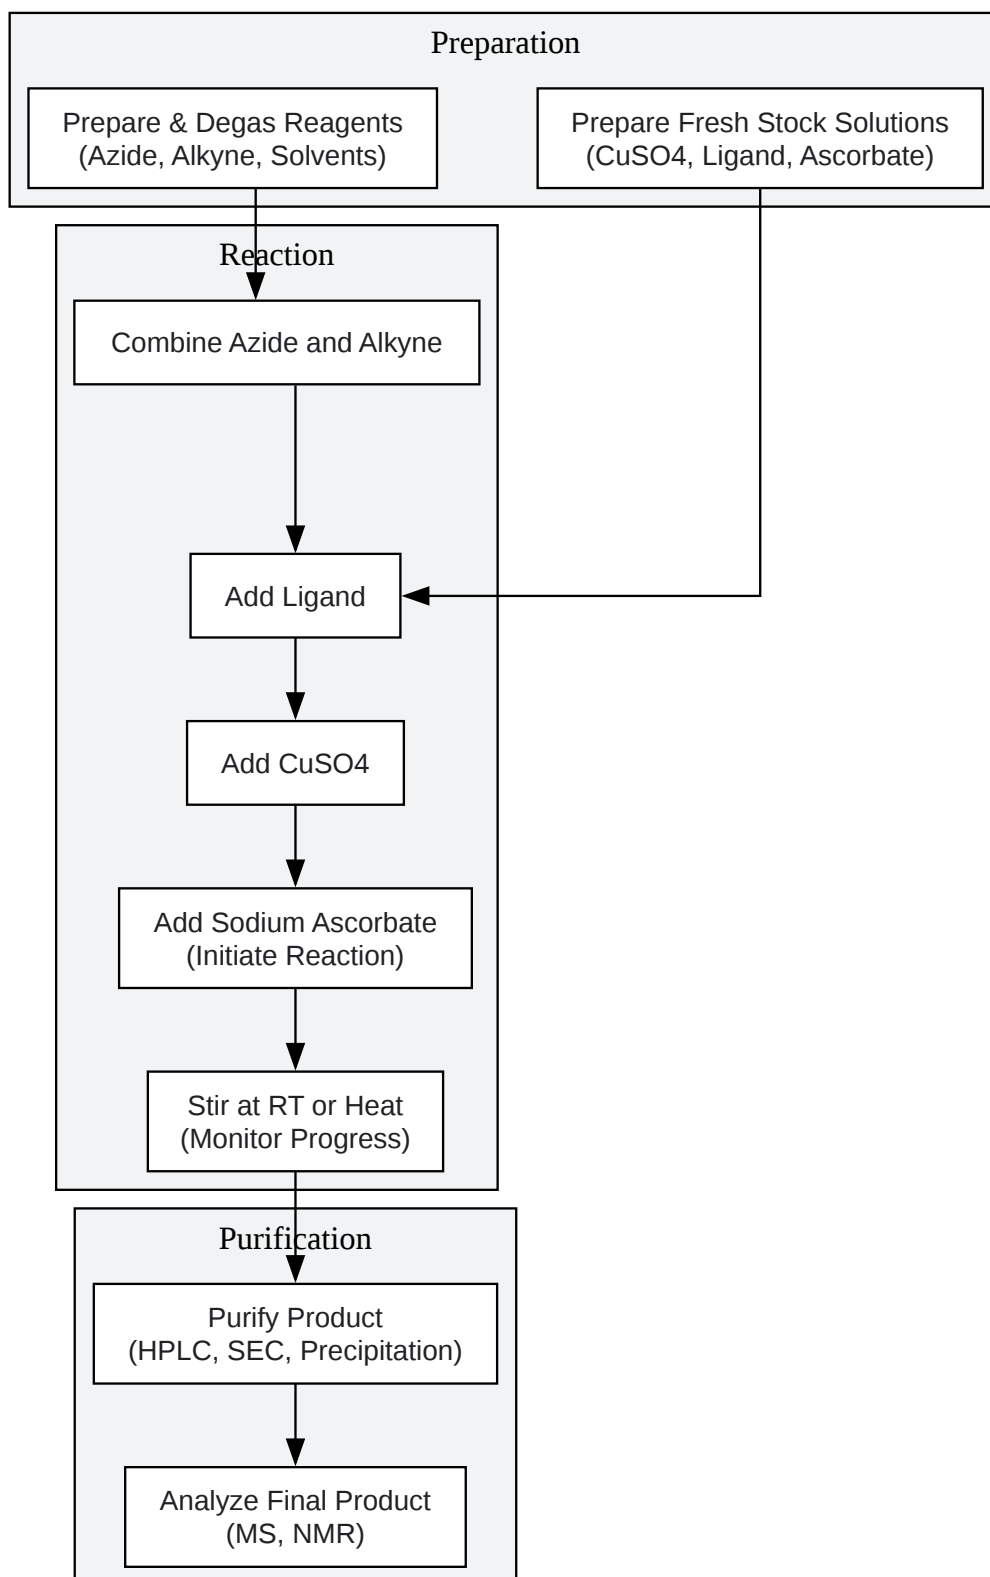 Preparation
Prepare & Degas Reagents
(Azide, Alkyne, Solvents)
Prepare Fresh Stock Solutions
(CuSO4, Ligand, Ascorbate)
Reaction
Combine Azide and Alkyne
Add Ligand
Add CuSO4
Add Sodium Ascorbate
(Initiate Reaction)
Stir at RT or Heat
(Monitor Progress)
Purification
Purify Product
(HPLC, SEC, Precipitation)
Analyze Final Product
(MS, NMR)